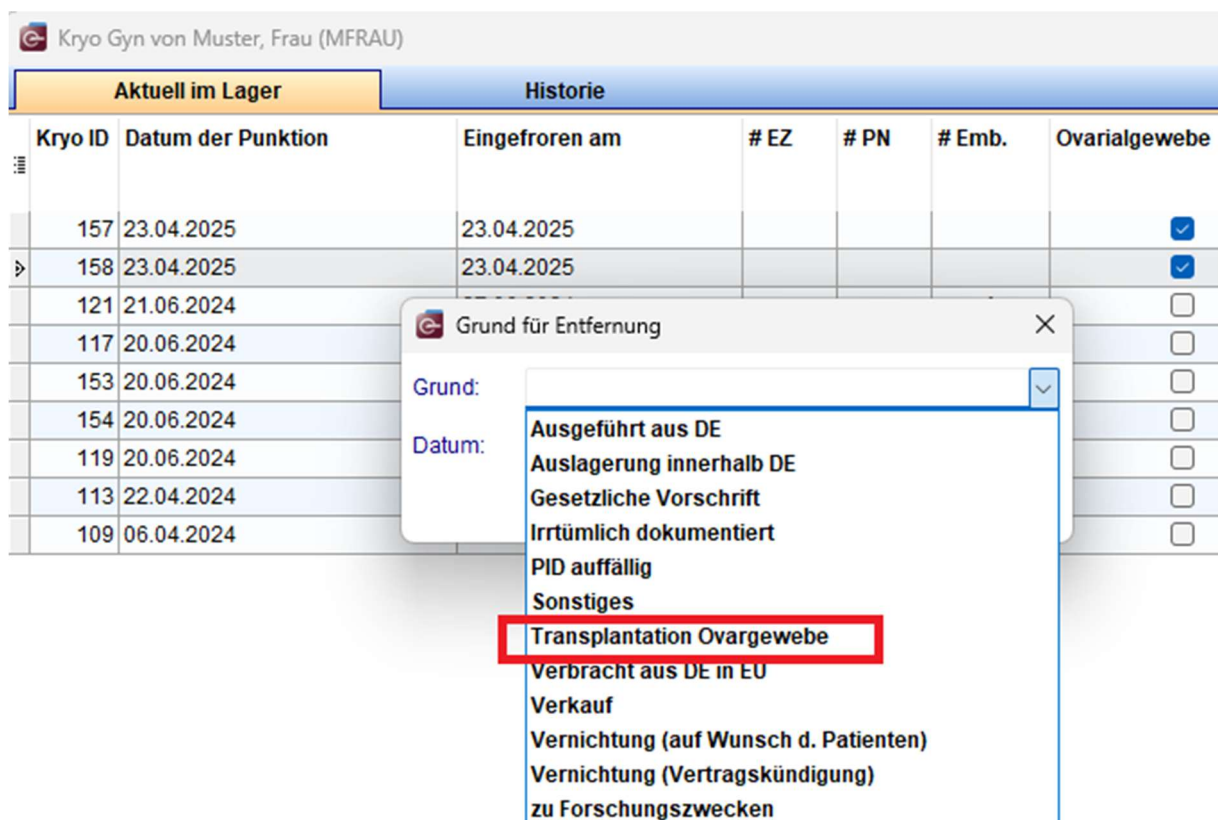 Kryo Gyn von Muster, Frau (MFRAU)
Aktuell im Lager Historie
Kryo ID Datum der Punktion Eingefroren am # EZ # PN # Emb. Ovarialgewebe
157 23.04.2025 23.04.2025
158 23.04.2025 23.04.2025
121 21.06.2024
117 20.06.2024
153 20.06.2024
154 20.06.2024
119 20.06.2024
113 22.04.2024
109 06.04.2024
Grund für Entfernung
Grund:
Datum:
Ausgeführt aus DE
Auslagerung innerhalb DE
Gesetzliche Vorschrift
Irrtümlich dokumentiert
PID auffällig
Sonstiges
Transplantation Ovargewebe
Verbracht aus DE in EU
Verkauf
Vernichtung (auf Wunsch d. Patienten)
Vernichtung (Vertragskündigung)
zu Forschungszwecken